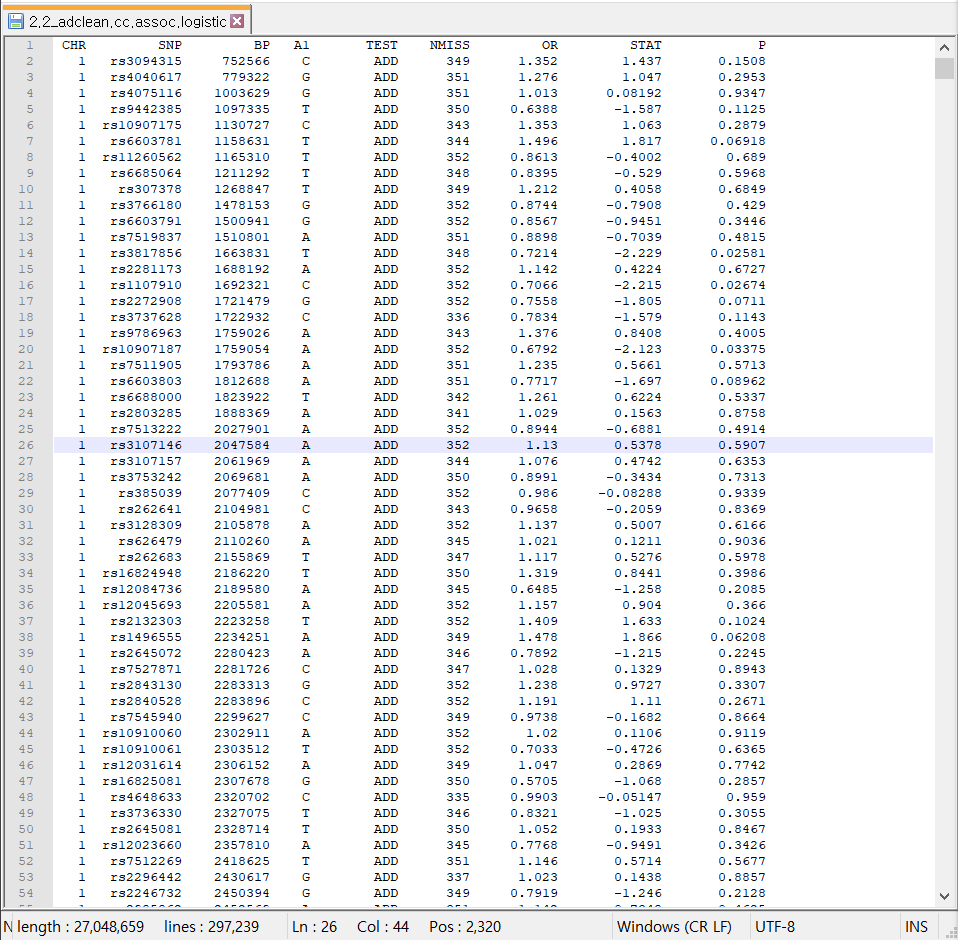 2.2_adclean.cc.assoc.logistic
1 CHR SNP BP A1 TEST NMISS OR STAT P
2 1 rs3094315 752566 C ADD 349 1.352 1.437 0.1508
3 1 rs4040617 779322 G ADD 351 1.276 1.047 0.2953
4 1 rs4075116 1003629 G ADD 351 1.013 0.08192 0.9347
5 1 rs9442385 1097335 T ADD 350 0.6388 -1.587 0.1125
6 1 rs10907175 1130727 C ADD 343 1.353 1.063 0.2879
7 1 rs6603781 1158631 T ADD 344 1.496 1.817 0.06918
8 1 rs11260562 1165310 T ADD 352 0.8613 -0.4002 0.689
9 1 rs6685064 1211292 T ADD 348 0.8395 -0.529 0.5968
10 1 rs307378 1268847 T ADD 349 1.212 0.4058 0.6849
11 1 rs3766180 1478153 G ADD 352 0.8744 -0.7908 0.429
12 1 rs6603791 1500941 G ADD 352 0.8567 -0.9451 0.3446
13 1 rs7519837 1510801 A ADD 351 0.8898 -0.7039 0.4815
14 1 rs3817856 1663831 T ADD 348 0.7214 -2.229 0.02581
15 1 rs2281173 1688192 A ADD 352 1.142 0.4224 0.6727
16 1 rs1107910 1692321 C ADD 352 0.7066 -2.215 0.02674
17 1 rs2272908 1721479 G ADD 352 0.7558 -1.805 0.0711
18 1 rs3737628 1722932 C ADD 336 0.7834 -1.579 0.1143
19 1 rs9786963 1759026 A ADD 343 1.376 0.8408 0.4005
20 1 rs10907187 1759054 A ADD 352 0.6792 -2.123 0.03375
21 1 rs7511905 1793786 A ADD 351 1.235 0.5661 0.5713
22 1 rs6603803 1812688 A ADD 351 0.7717 -1.697 0.08962
23 1 rs6688000 1823922 T ADD 342 1.261 0.6224 0.5337
24 1 rs2803285 1888369 A ADD 341 1.029 0.1563 0.8758
25 1 rs7513222 2027901 A ADD 352 0.8944 -0.6881 0.4914
26 1 rs3107146 2047584 A ADD 352 1.13 0.5378 0.5907
27 1 rs3107157 2061969 A ADD 344 1.076 0.4742 0.6353
28 1 rs3753242 2069681 A ADD 350 0.8991 -0.3434 0.7313
29 1 rs385039 2077409 C ADD 352 0.986 -0.08288 0.9339
30 1 rs262641 2104981 C ADD 343 0.9658 -0.2059 0.8369
31 1 rs3128309 2105878 A ADD 352 1.137 0.5007 0.6166
32 1 rs626479 2110260 A ADD 345 1.021 0.1211 0.9036
33 1 rs262683 2155869 T ADD 347 1.117 0.5276 0.5978
34 1 rs16824948 2186220 T ADD 350 1.319 0.8441 0.3986
35 1 rs12084736 2189580 A ADD 345 0.6485 -1.258 0.2085
36 1 rs12045693 2205581 A ADD 352 1.157 0.904 0.366
37 1 rs2132303 2223258 T ADD 352 1.409 1.633 0.1024
38 1 rs1496555 2234251 A ADD 349 1.478 1.866 0.06208
39 1 rs2645072 2280423 A ADD 346 0.7892 -1.215 0.2245
40 1 rs7527871 2281726 C ADD 347 1.028 0.1329 0.8943
41 1 rs2843130 2283313 G ADD 352 1.238 0.9727 0.3307
42 1 rs2840528 2283896 C ADD 352 1.191 1.11 0.2671
43 1 rs7545940 2299627 C ADD 349 0.9738 -0.1682 0.8664
44 1 rs10910060 2302911 A ADD 352 1.02 0.1106 0.9119
45 1 rs10910061 2303512 T ADD 352 0.7033 -0.4726 0.6365
46 1 rs12031614 2306152 A ADD 349 1.047 0.2869 0.7742
47 1 rs16825081 2307678 G ADD 350 0.5705 -1.068 0.2857
48 1 rs4648633 2320702 C ADD 335 0.9903 -0.05147 0.959
49 1 rs3736330 2327075 T ADD 346 0.8321 -1.025 0.3055
50 1 rs2645081 2328714 T ADD 350 1.052 0.1933 0.8467
51 1 rs12023660 2357810 A ADD 345 0.7768 -0.9491 0.3426
52 1 rs7512269 2418625 T ADD 351 1.146 0.5714 0.5677
53 1 rs2296442 2430617 G ADD 337 1.023 0.1438 0.8857
54 1 rs2246732 2450394 G ADD 349 0.7919 -1.246 0.2128
N length : 27,048,659 lines : 297,239 Ln : 26 Col : 44 Pos : 2,320 Windows (CR LF) UTF-8 INS